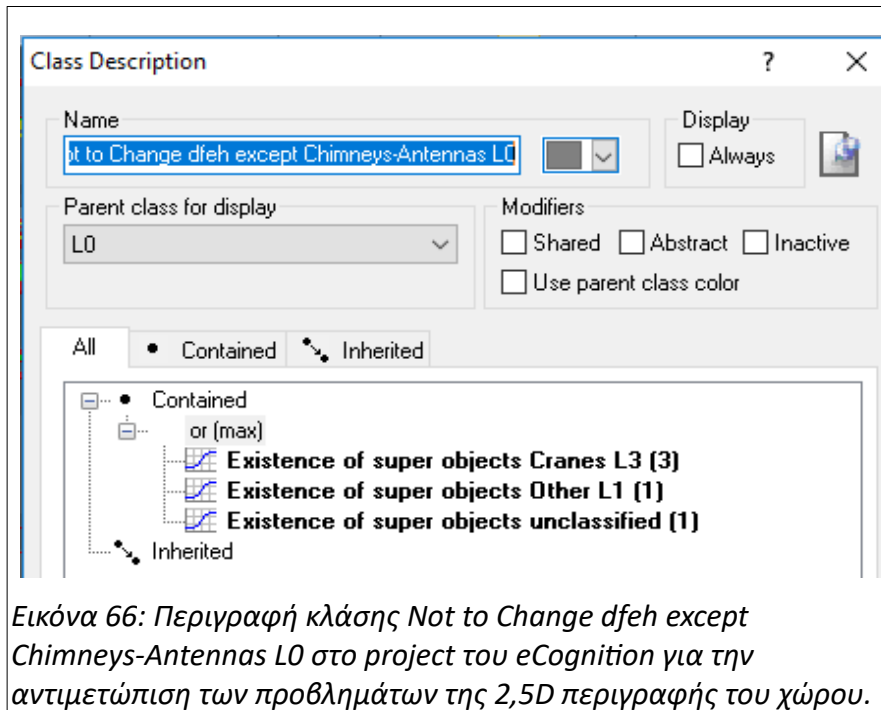 Class Description ?
Name
ot to Change dfeh except Chimneys-Antennas L0
Display
Always
Parent class for display
L0
Modifiers
Shared Abstract Inactive
Use parent class color
All Contained Inherited
Contained
or (max)
Existence of super objects Cranes L3 (3)
Existence of super objects Other L1 (1)
Existence of super objects unclassified (1)
Inherited
Εικόνα 66: Περιγραφή κλάσης Not to Change dfeh except
Chimneys-Antennas L0 στο project του eCognition για την
αντιμετώπιση των προβλημάτων της 2,5D περιγραφής του χώρου.